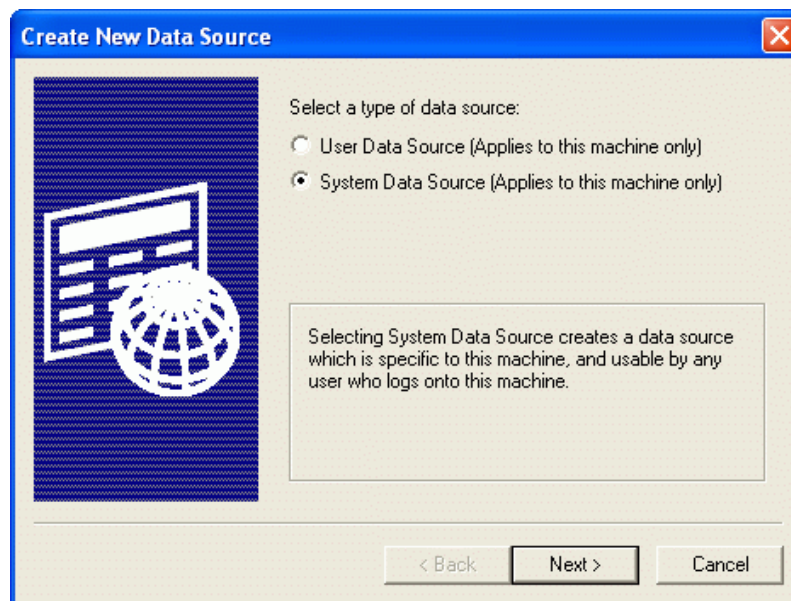 Create New Data Source
Select a type of data source:
User Data Source (Applies to this machine only)
System Data Source (Applies to this machine only)
Selecting System Data Source creates a data source
which is specific to this machine, and usable by any
user who logs onto this machine.
< Back
Next >
Cancel